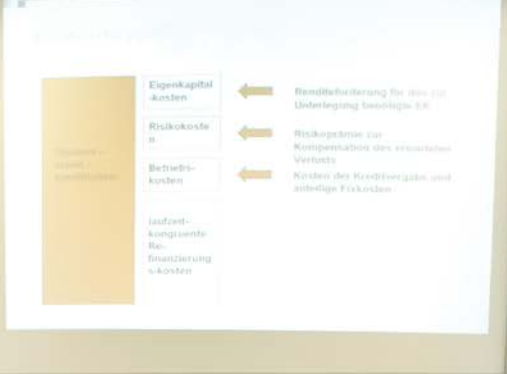 Eigenkapital
-kosten
Renditeforderung für das zur
Unterlegung benötigte EK
Risikokoste
n
Risikoprämie zur
Kompensation des erwarteten
Verlusts
Betriebs-
kosten
Kosten der Kreditvergabe und
anteilige Fixkosten
laufzeit-
kongruente
Re-
finanzierung
s-kosten